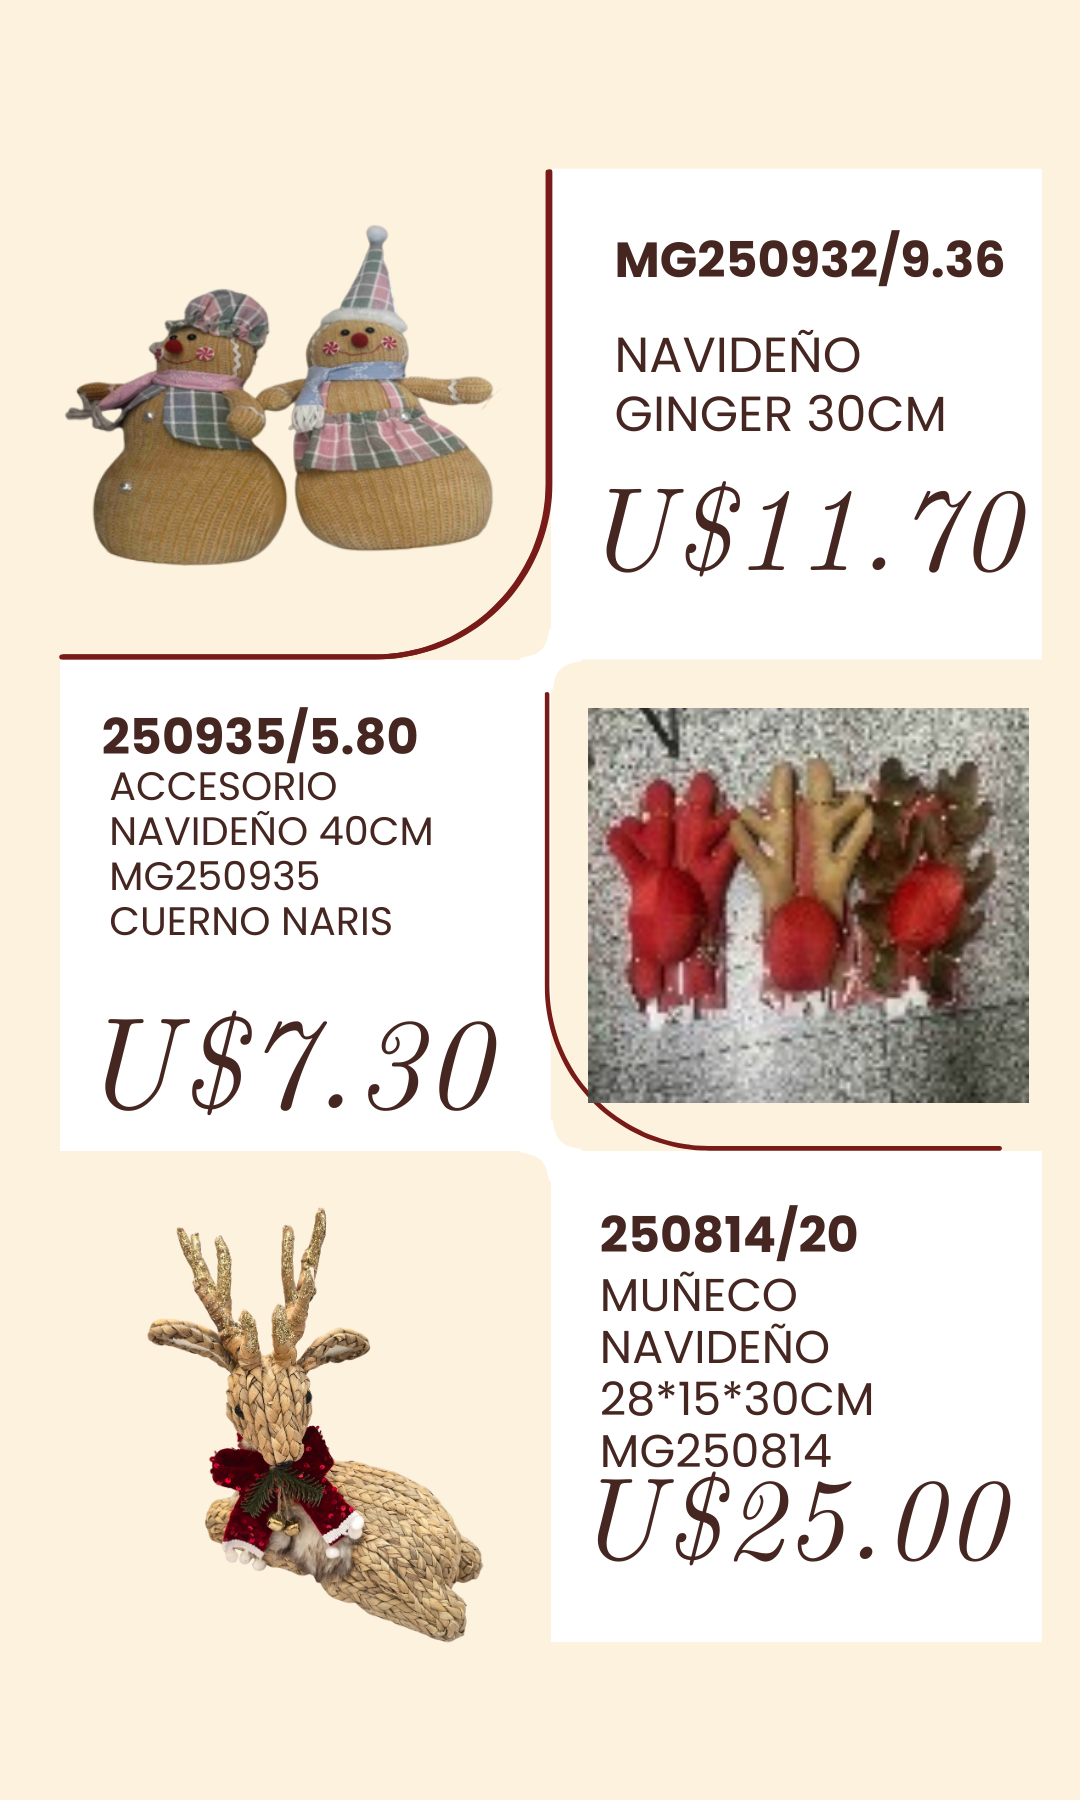 MG250932/9.36
NAVIDEÑO
GINGER 30CM
U$11.70
250935/5.80
ACCESORIO
NAVIDEÑO 40CM
MG250935
CUERNO NARIS
U$7.30
250814/20
MUÑECO
NAVIDEÑO
28*15*30CM
MG250814
U$25.00